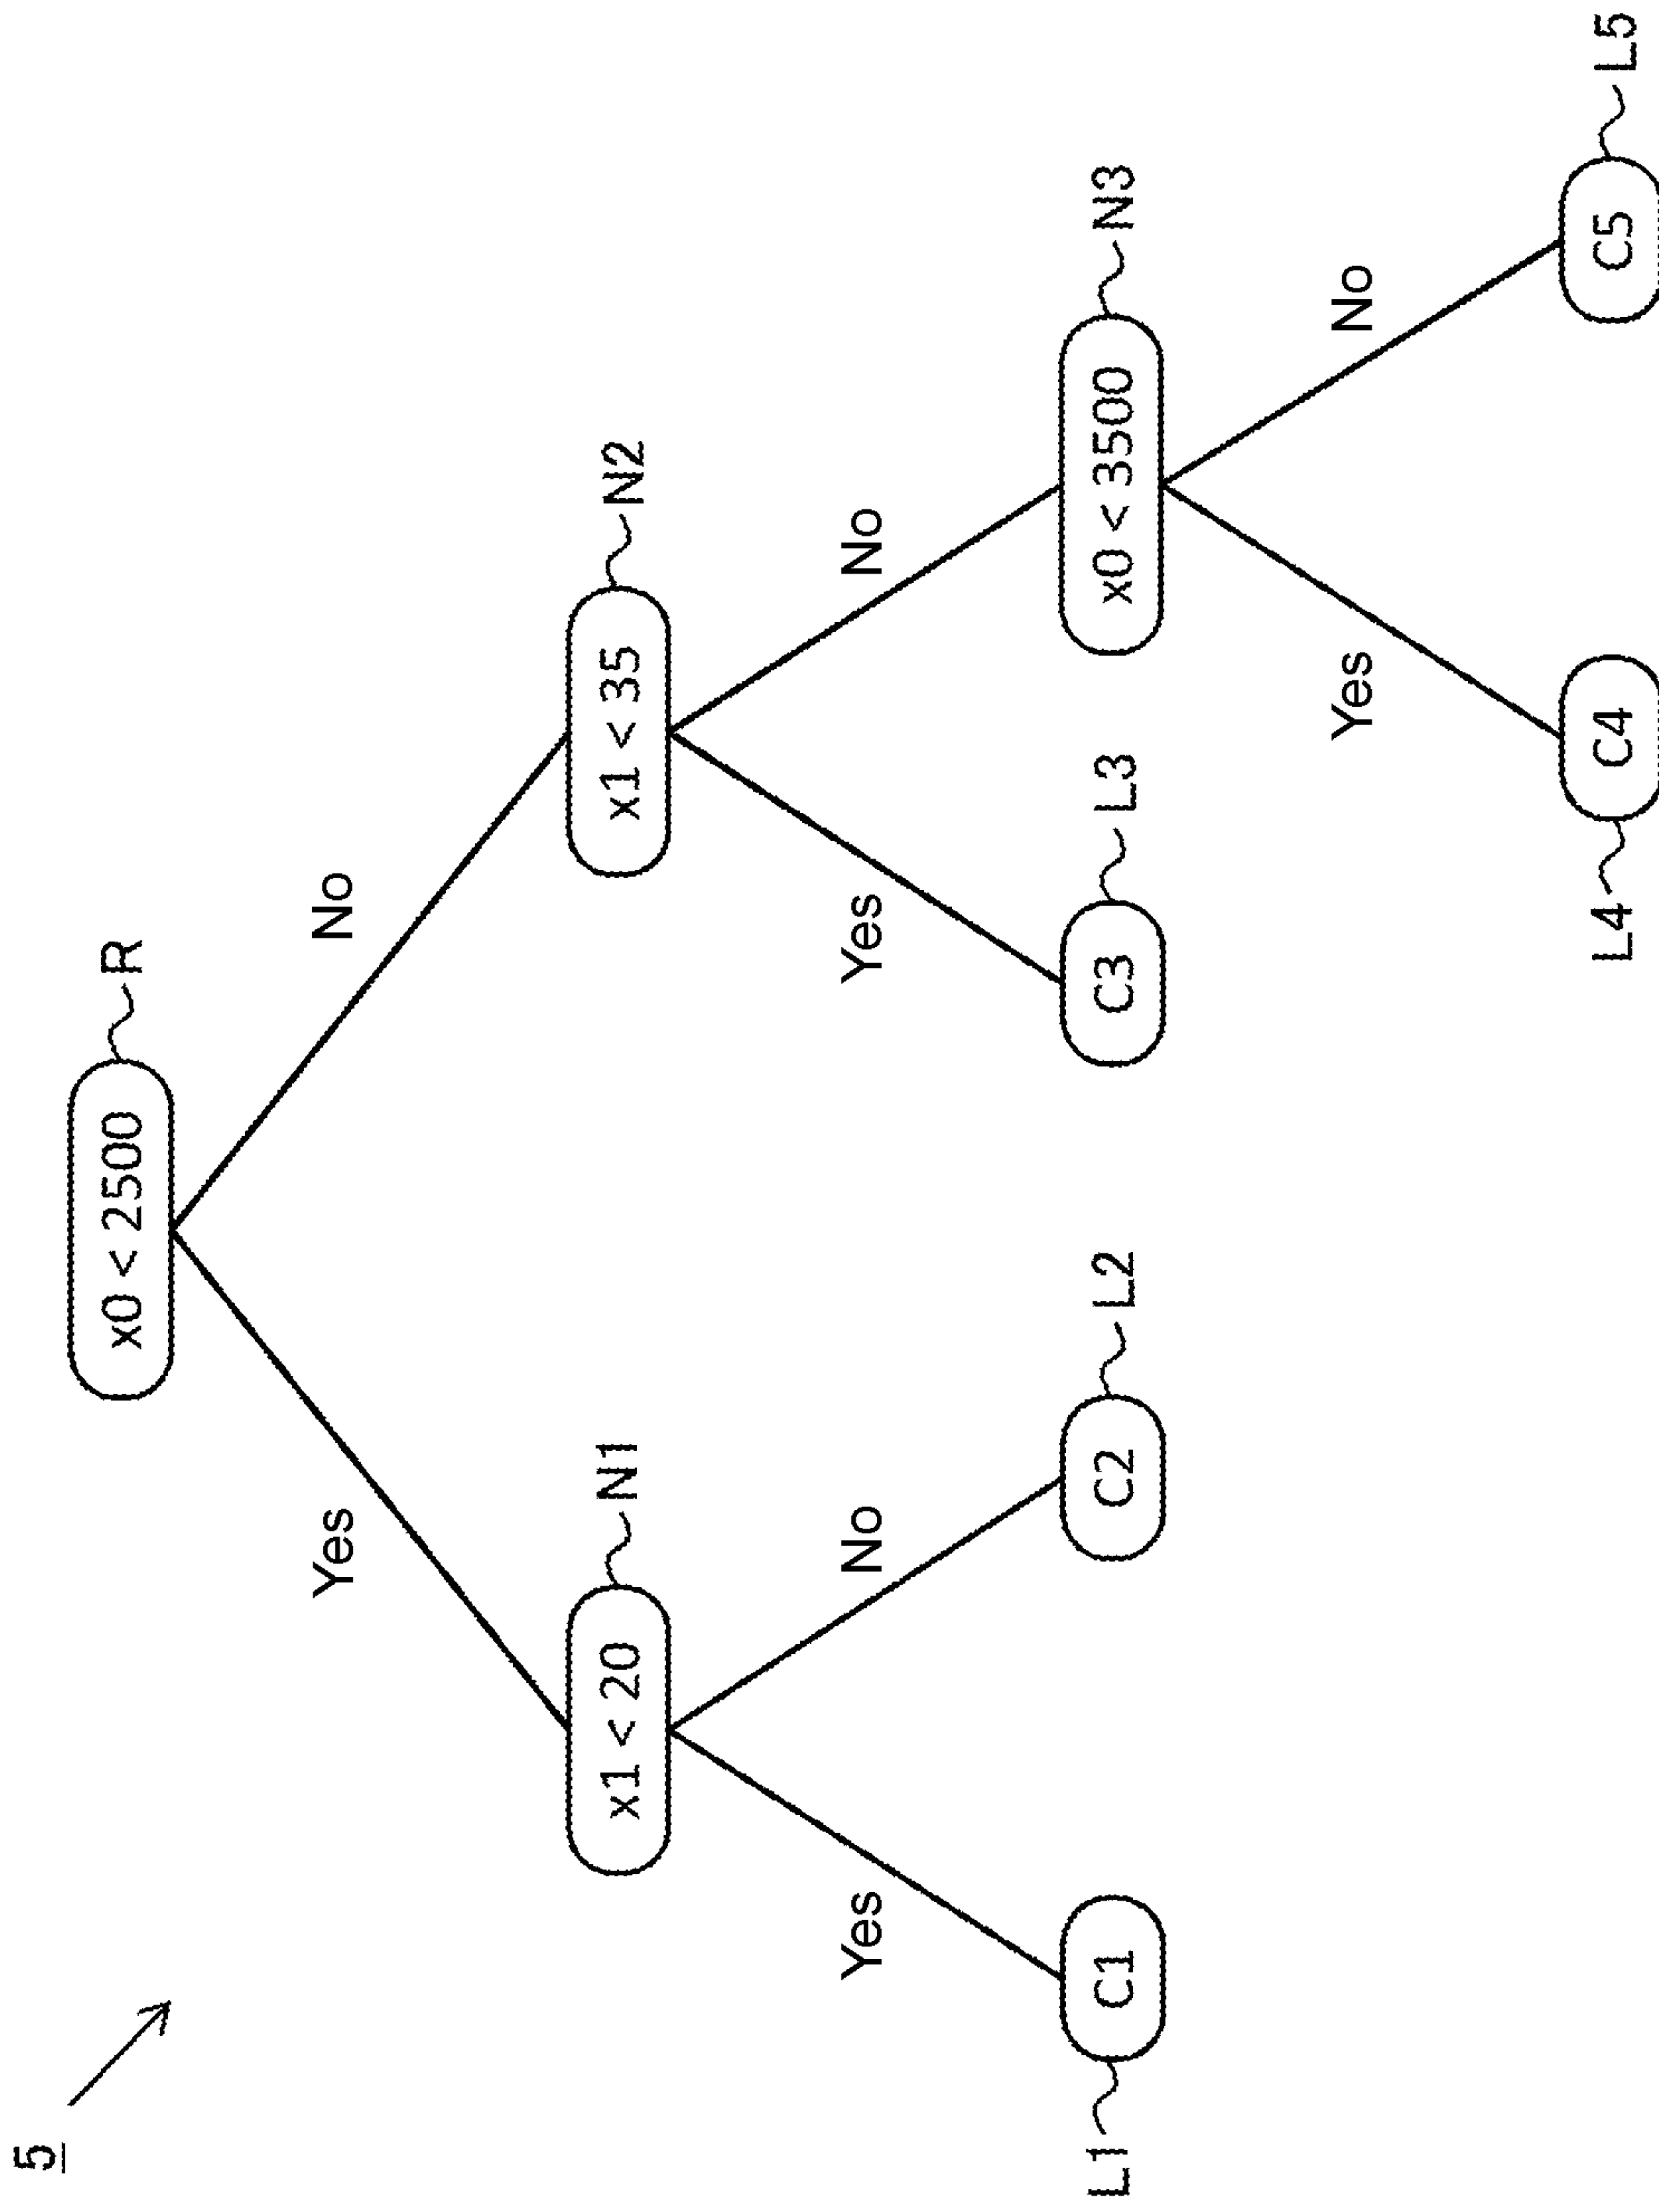 5
x0 < 2500
R
Yes
No
x1 < 20
N1
x1 < 35
N2
Yes
No
Yes
No
L1
C1
C2
L2
C3
L3
x0 < 3500
N3
Yes
No
L4
C4
C5
L5